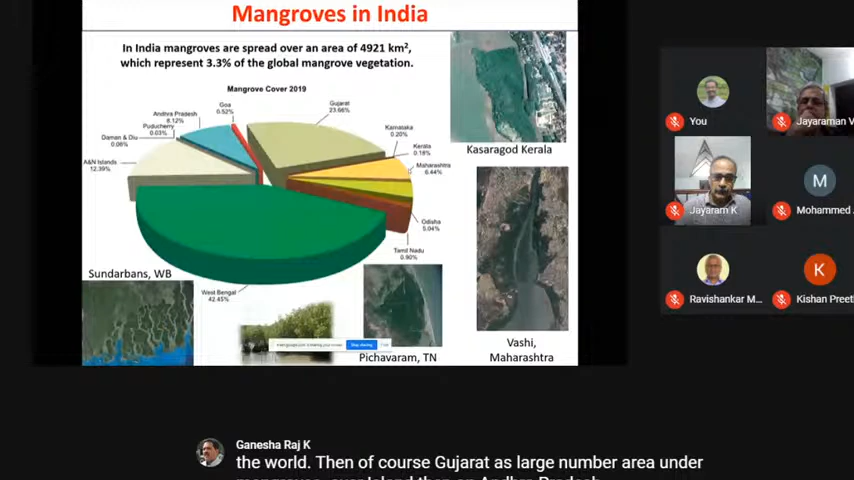 Mangroves in India
In India mangroves are spread over an area of 4921 km²,
which represent 3.3% of the global mangrove vegetation.
Mangrove Cover 2019
Goa
0.52%
Gujarat
23.66%
Andhra Pradesh
8.12%
Puducherry
0.03%
Daman & Diu
0.06%
A&N Islands
12.39%
Karnataka
0.20%
Kerala
0.18%
Maharashtra
6.44%
Odisha
5.04%
Tamil Nadu
0.90%
West Bengal
42.45%
Kasaragod Kerala
Sundarbans, WB
Pichavaram, TN
Vashi,
Maharashtra
Stop sharing
You
Jayaraman V
Jayaram K
M
Mohammed
Ravishankar M...
K
Kishan Preeth
Ganesha Raj K
the world. Then of course Gujarat as large number area under